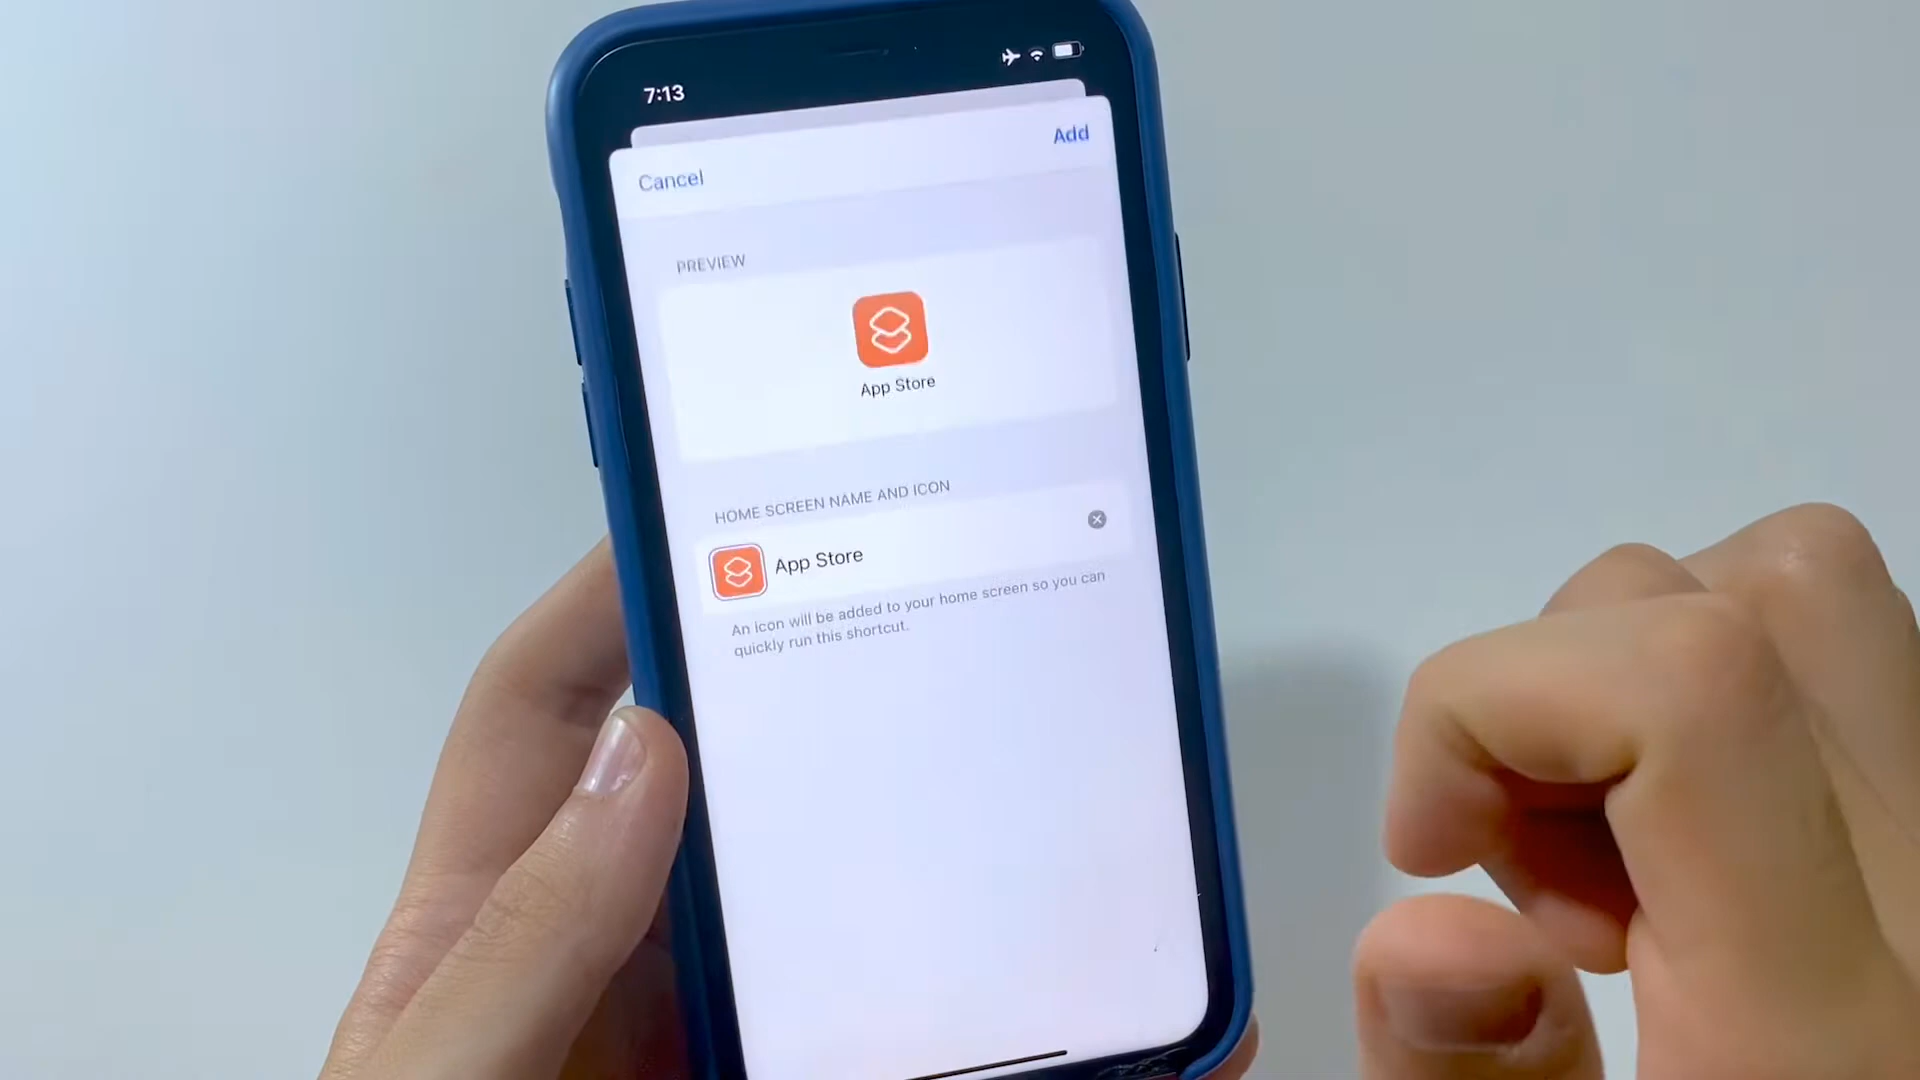 7:13
Cancel
Add
PREVIEW
App Store
HOME SCREEN NAME AND ICON
App Store
An icon will be added to your home screen so you can
quickly run this shortcut.